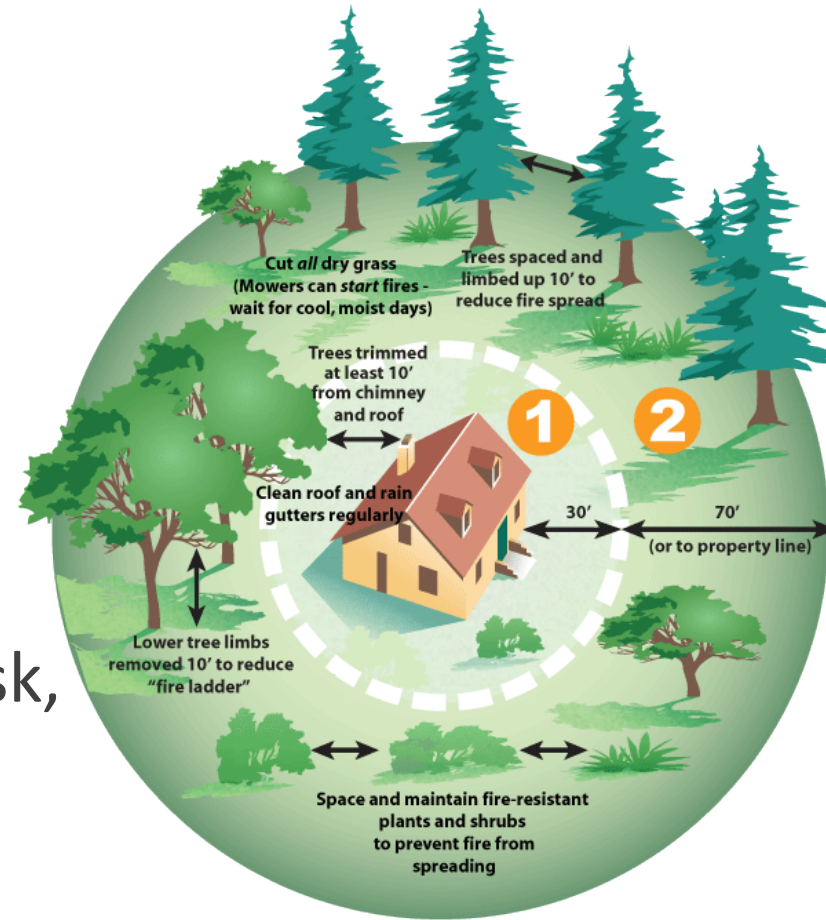 Cut all dry grass
(Mowers can start fires -
wait for cool, moist days)
Trees spaced and
limbed up 10’ to
reduce fire spread
Trees trimmed
at least 10’
from chimney
and roof
1
2
Clean roof and rain
gutters regularly
30’
70’
(or to property line)
Lower tree limbs
removed 10’ to reduce
“fire ladder”
sk,
Space and maintain fire-resistant
plants and shrubs
to prevent fire from
spreading